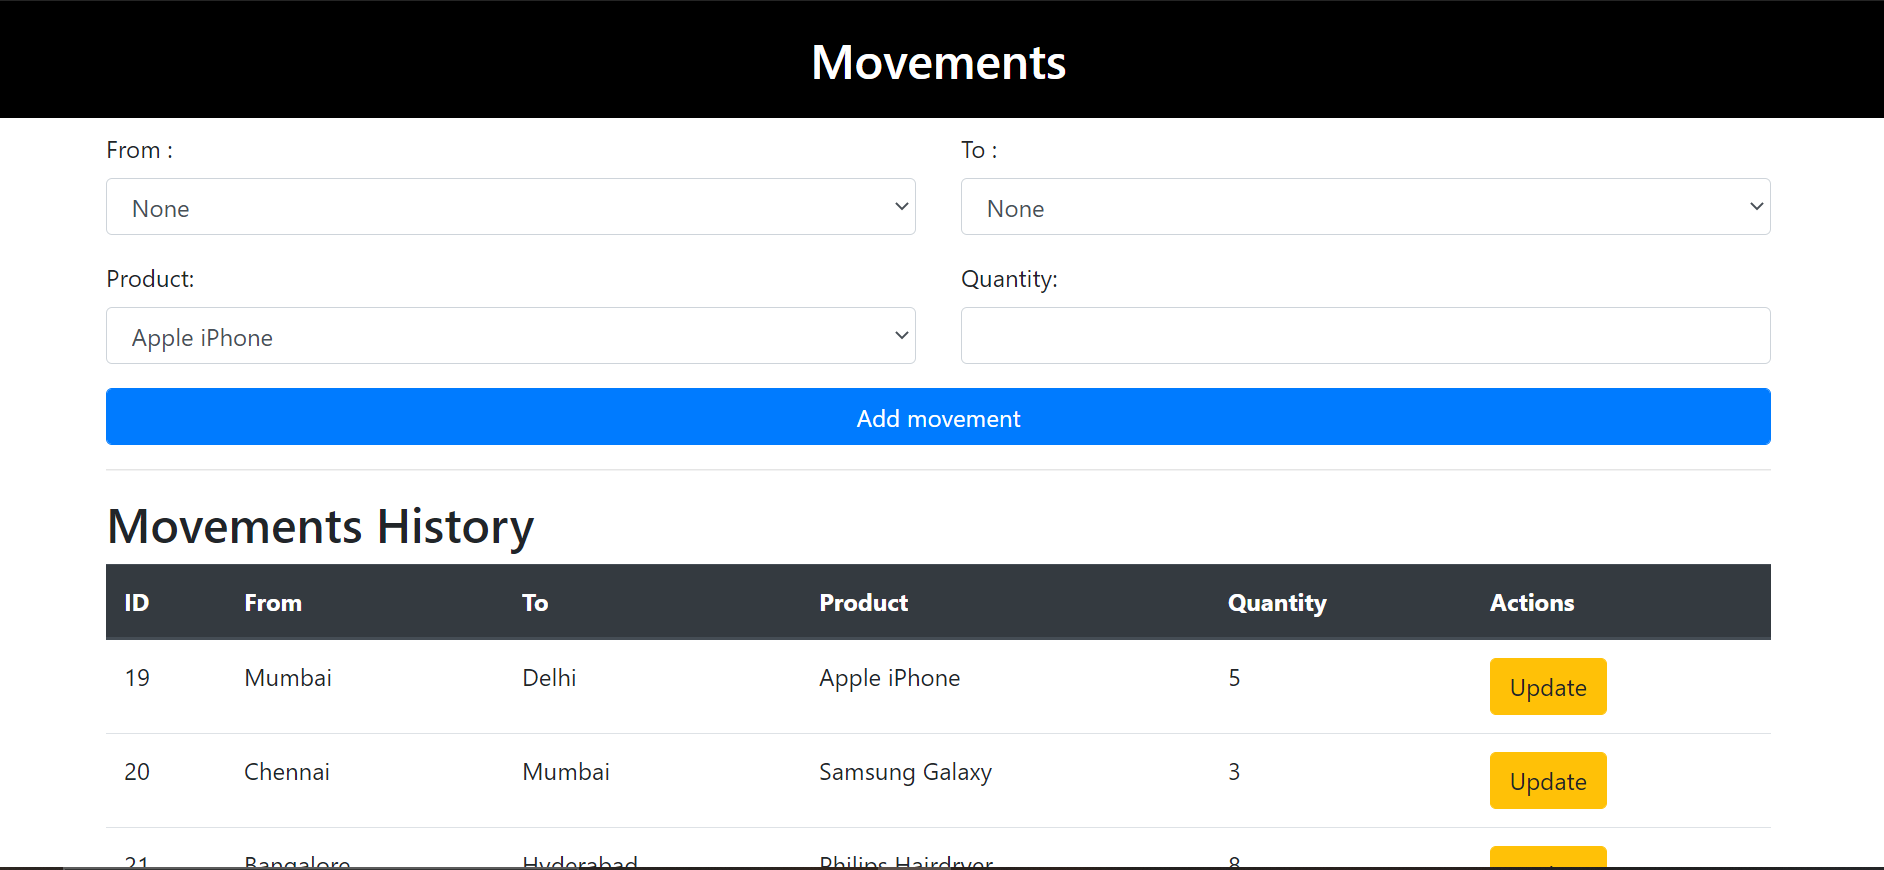 Movements
From : To :
None None
Product: Quantity:
Apple iPhone
Add movement
Movements History
ID From To Product Quantity Actions
19 Mumbai Delhi Apple iPhone 5 Update
20 Chennai Mumbai Samsung Galaxy 3 Update
21 Bangalore Hyderabad Philips Hairdryer 8